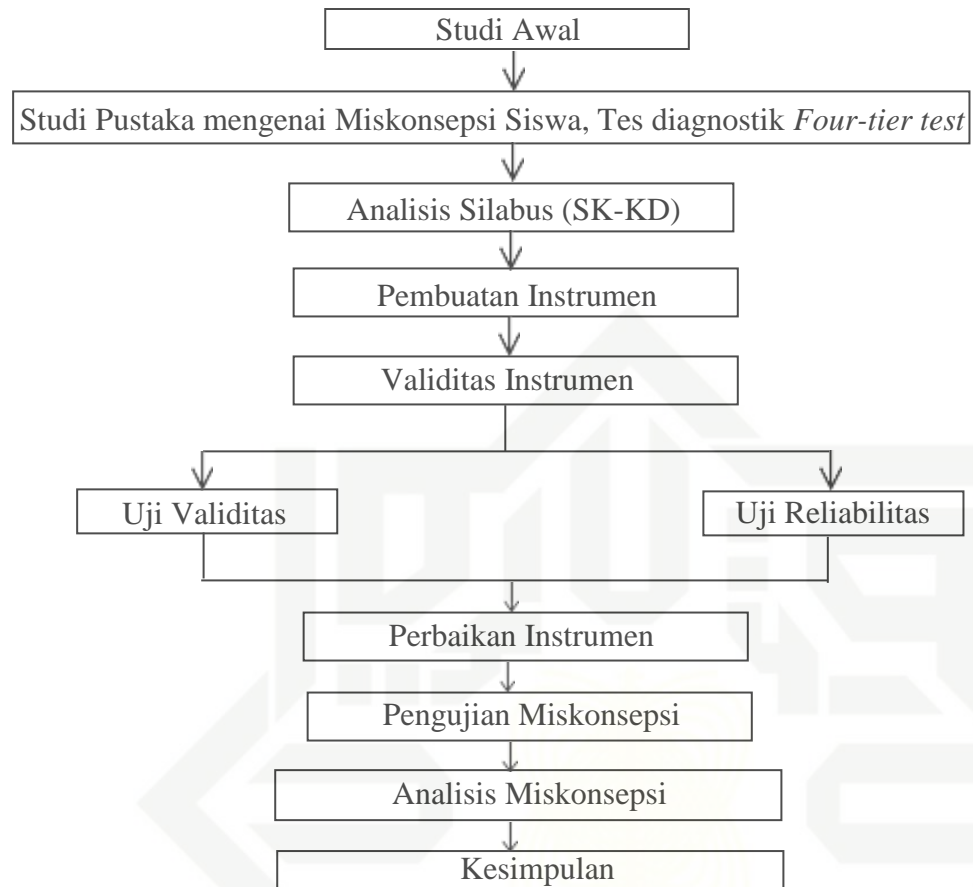 Studi Awal
Studi Pustaka mengenai Miskonsepsi Siswa, Tes diagnostik Four-tier test
Analisis Silabus (SK-KD)
Pembuatan Instrumen
Validitas Instrumen
Uji Validitas
Uji Reliabilitas
Perbaikan Instrumen
Pengujian Miskonsepsi
Analisis Miskonsepsi
Kesimpulan